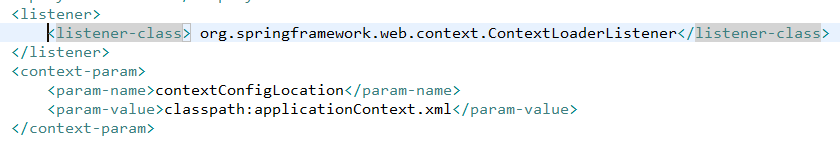 <listener>
<listener-class> org.springframework.web.context.ContextLoaderListener</listener-class>
</listener>
<context-param>
<param-name>contextConfigLocation</param-name>
<param-value>classpath:applicationContext.xml</param-value>
</context-param>